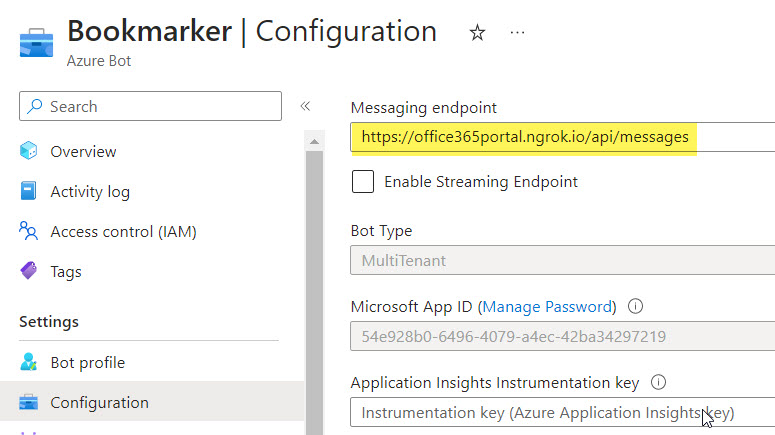 Bookmarker | Configuration
Azure Bot
Search
Overview
Activity log
Access control (IAM)
Tags
Settings
Bot profile
Configuration
Messaging endpoint
https://office365portal.ngrok.io/api/messages
Enable Streaming Endpoint
Bot Type
MultiTenant
Microsoft App ID (Manage Password)
54e928b0-6496-4079-a4ec-42ba34297219
Application Insights Instrumentation key
Instrumentation key (Azure Application Insights key)